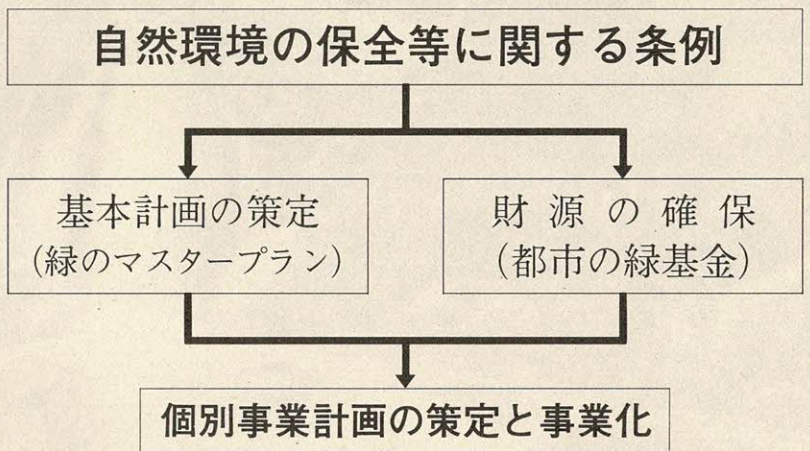 自然環境の保全等に関する条例
基本計画の策定
(緑のマスタープラン)
財源の確保
(都市の緑基金)
個別事業計画の策定と事業化